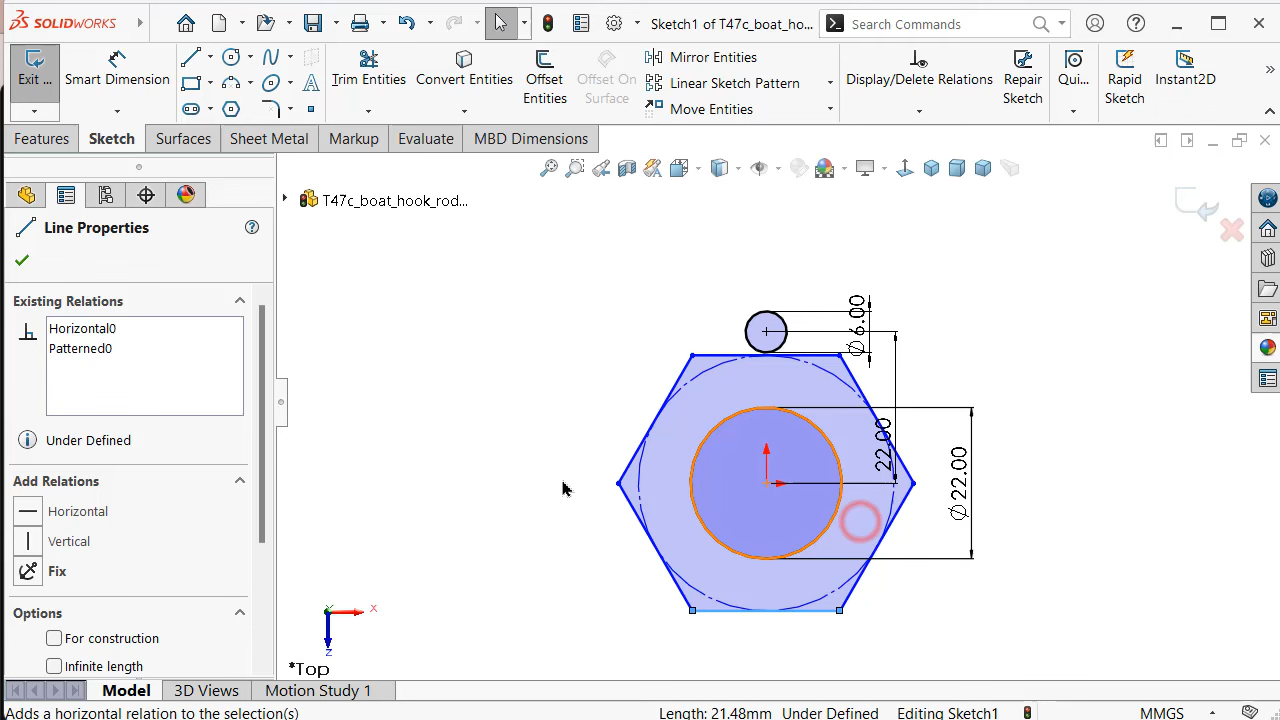 SOLIDWORKS
Sketch1 of T47c_boat_ho...
Search Commands
Exit ...
Smart Dimension
Trim Entities
Convert Entities
Offset Entities
Offset On Surface
Mirror Entities
Linear Sketch Pattern
Move Entities
Display/Delete Relations
Repair Sketch
Qui...
Rapid Sketch
Instant2D
Features
Sketch
Surfaces
Sheet Metal
Markup
Evaluate
MBD Dimensions
Line Properties
Existing Relations
Horizontal0
Patterned0
Under Defined
Add Relations
Horizontal
Vertical
Fix
Options
For construction
Infinite length
T47c_boat_hook_rod...
Ø6.00
22.00
Ø22.00
X
Y
Z
*Top
Model
3D Views
Motion Study 1
Adds a horizontal relation to the selection(s)
Length: 21.48mm
Under Defined
Editing Sketch1
MMGS